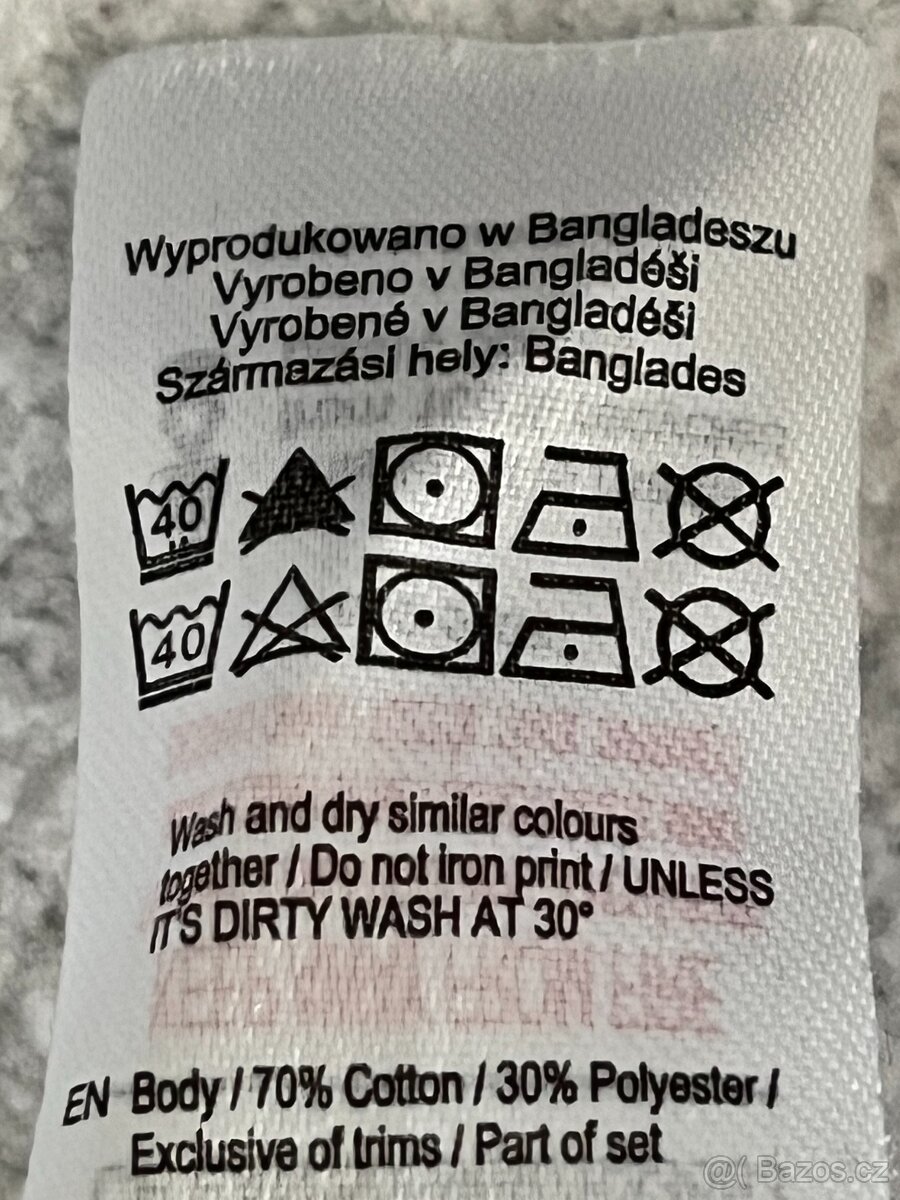 Wyprodukowano w Bangladeszu
Vyrobeno v Bangladéši
Vyrobené v Bangladéši
Származási hely: Banglades
40
40
Wash and dry similar colours
together / Do not iron print / UNLESS
IT'S DIRTY WASH AT 30°
EN Body / 70% Cotton / 30% Polyester /
Exclusive of trims / Part of set
@( Bazos.cz